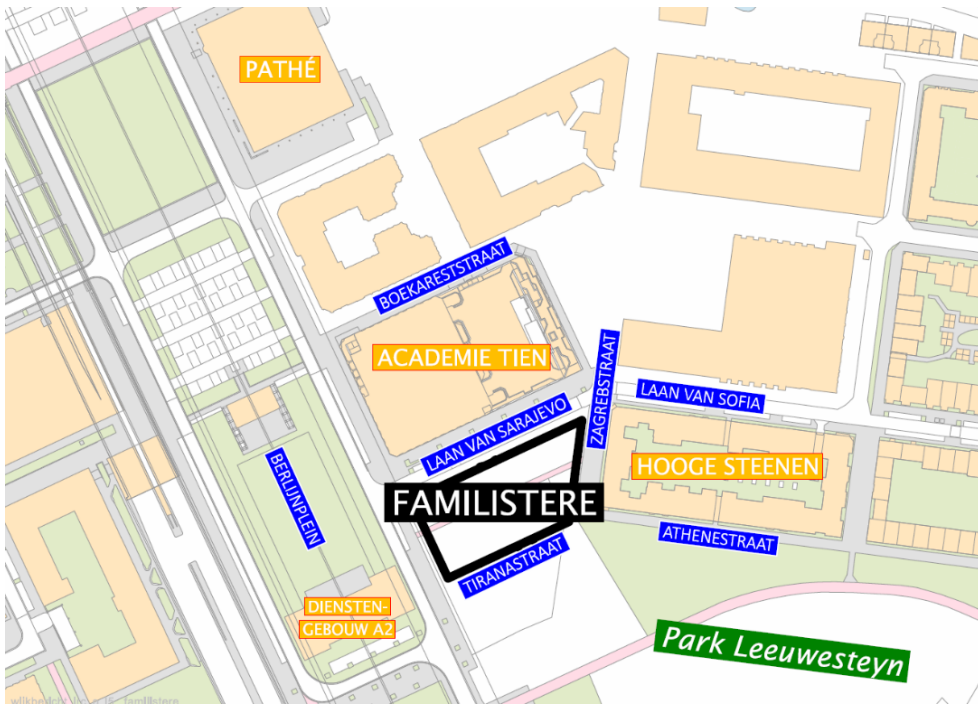 PATHÉ
BOEKARESTSTRAAT
ACADEMIE TIEN
ZAGREBSTRAAT
LAAN VAN SOFIA
LAAN VAN SARAJEVO
BERLIJNPLEIN
HOOGE STEENEN
FAMILISTERE
ATHENESTRAAT
TIRANASTRAAT
DIENSTEN-
GEBOUW A2
Park Leeuwesteyn